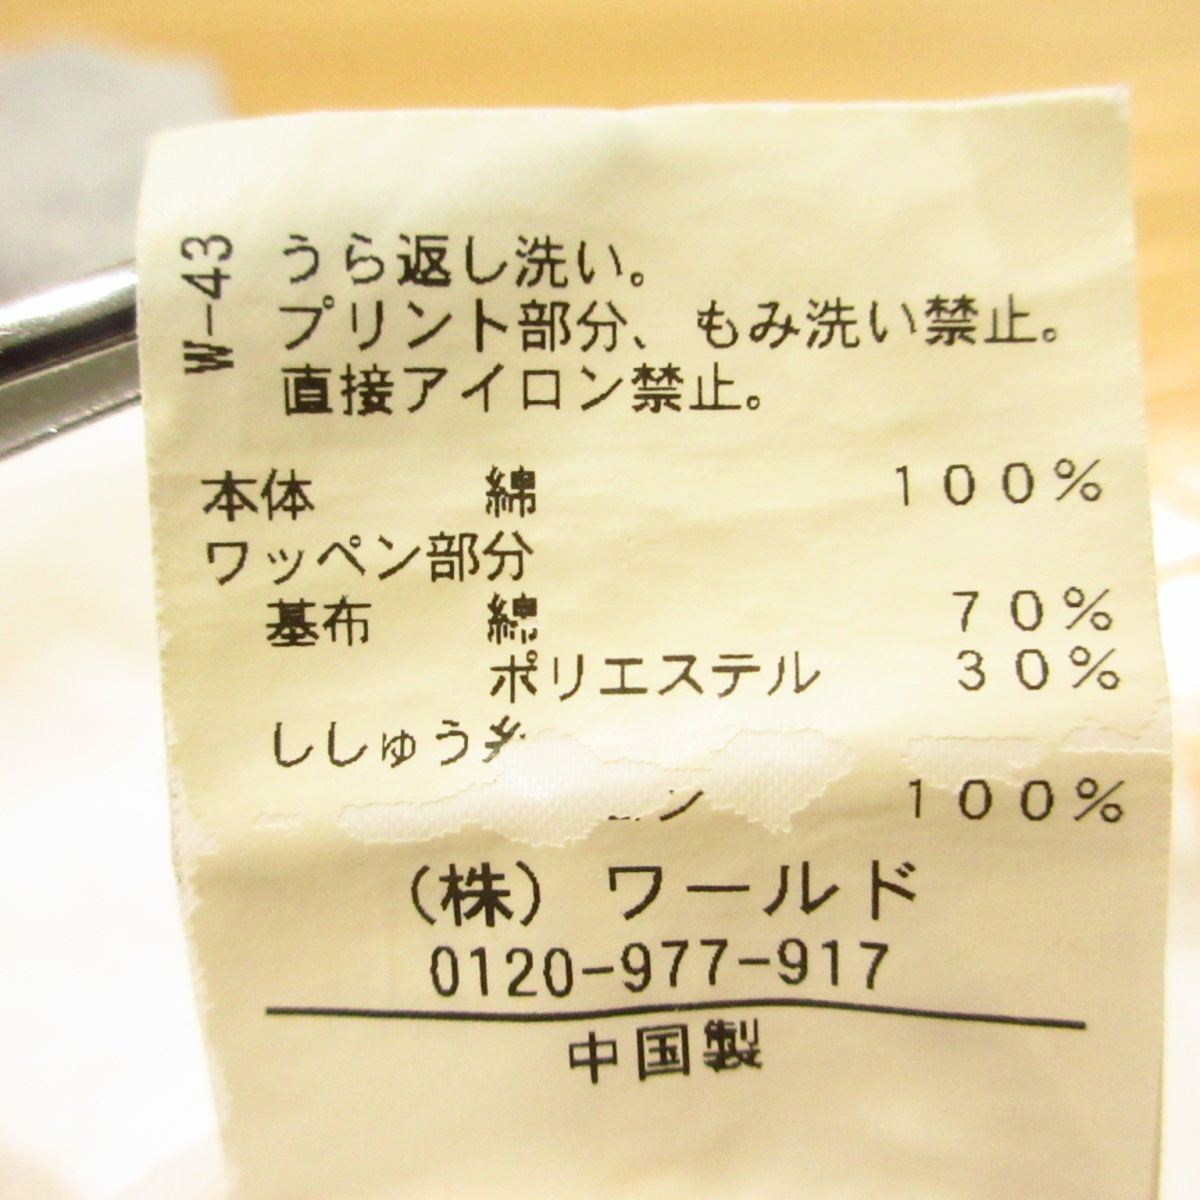 W-43
うら返し洗い。
プリント部分、もみ洗い禁止。
直接アイロン禁止。
本体 綿 100%
ワッペン部分
基布 綿 70%
ポリエステル 30%
ししゅう糸
100%
(株) ワールド
0120-977-917
中国製